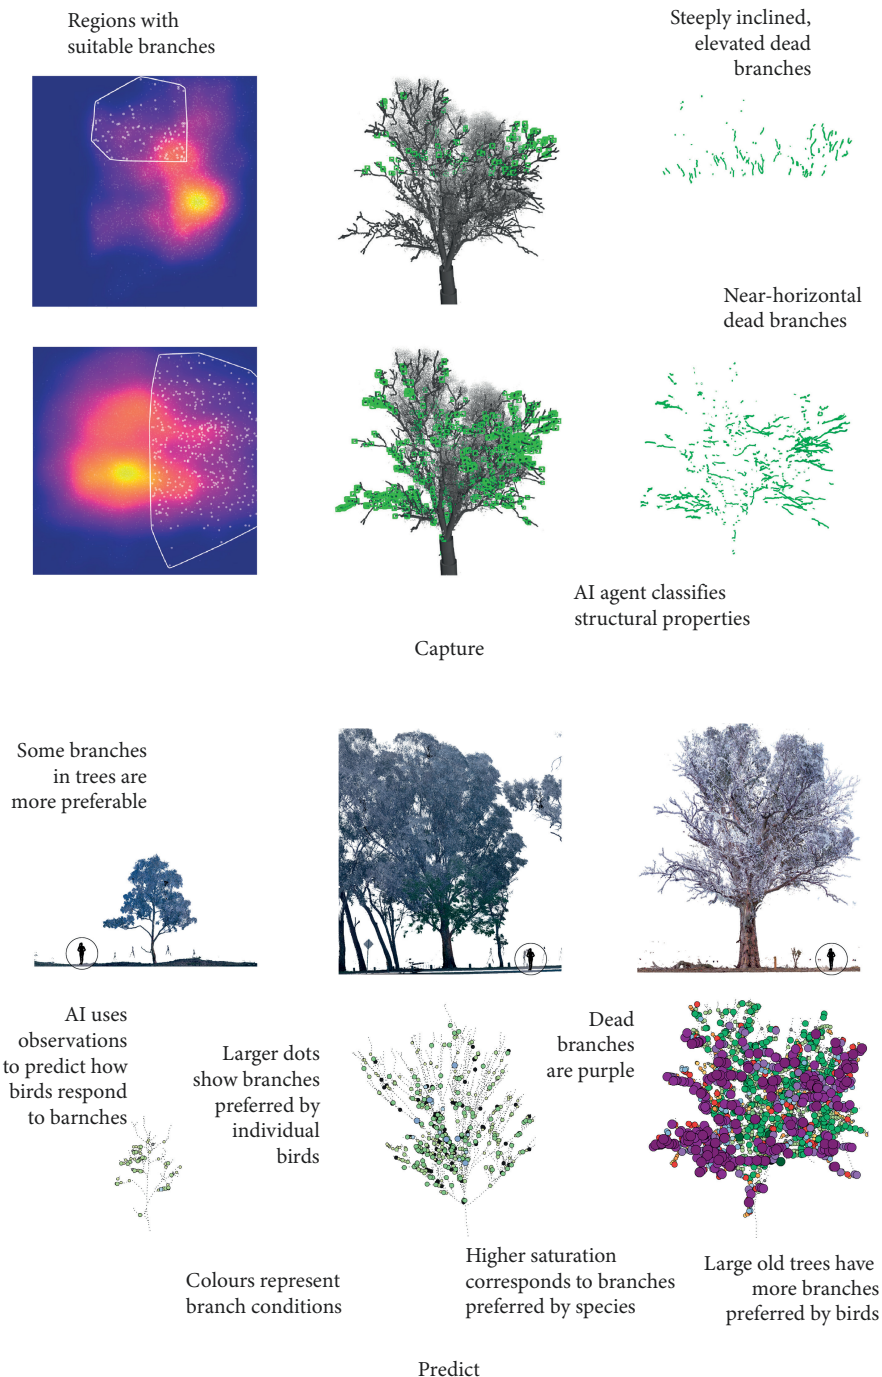 Regions with
suitable branches
Steeply inclined,
elevated dead
branches
Near-horizontal
dead branches
AI agent classifies
structural properties
Capture
Some branches
in trees are
more preferable
AI uses
observations
to predict how
birds respond
to barnches
Larger dots
show branches
preferred by
individual
birds
Dead
branches
are purple
Colours represent
branch conditions
Higher saturation
corresponds to branches
preferred by species
Large old trees have
more branches
preferred by birds
Predict